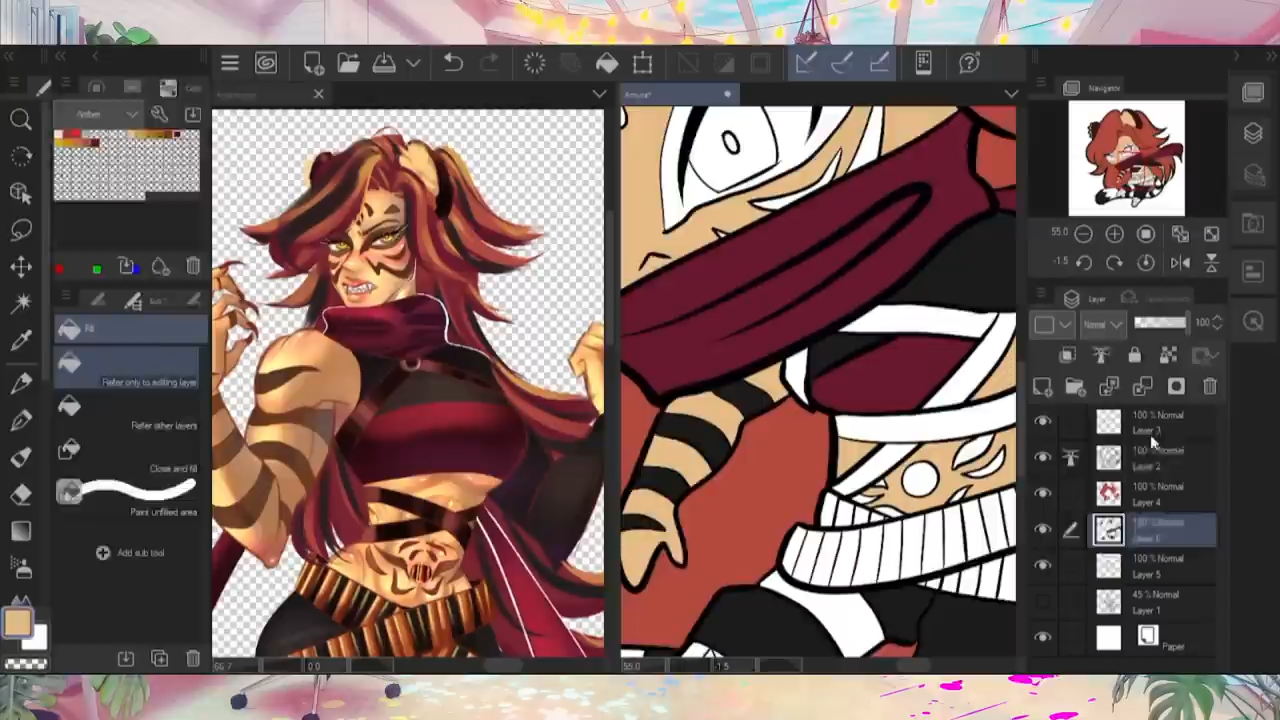 Amber
Fill
Refer only to editing layer
Refer other layers
Close and fill
Paint unfilled area
Add sub tool
66.7
0.0
55.0
-1.5
Navigator
55.0
-1.5
Layer
Normal
100
100 % Normal
Layer 3
100 % Normal
Layer 2
100 % Normal
Layer 4
100 % Normal
Layer 5
45 % Normal
Layer 1
Paper